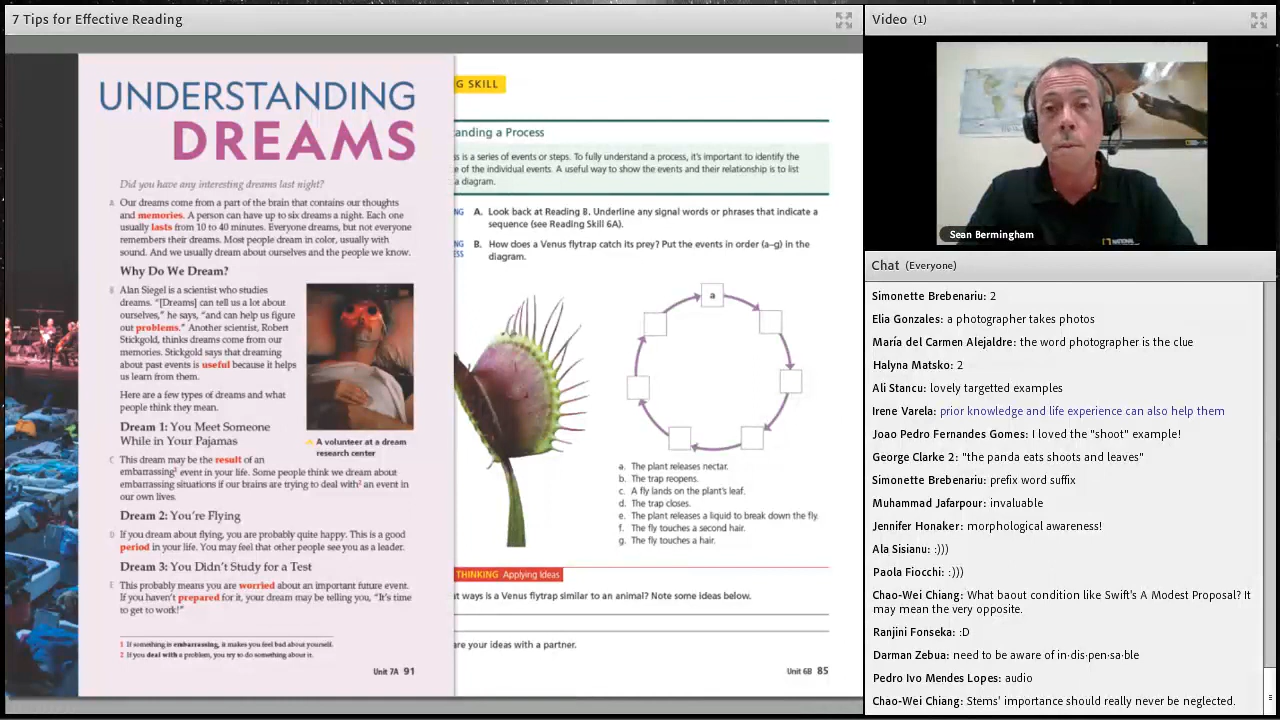 7 Tips for Effective Reading
UNDERSTANDING
DREAMS
Did you have any interesting dreams last night?
A Our dreams come from a part of the brain that contains our thoughts
and memories. A person can have up to six dreams a night. Each one
usually lasts from 10 to 40 minutes. Everyone dreams, but not everyone
remembers their dreams. Most people dream in color, usually with
sound. And we usually dream about ourselves and the people we know.
Why Do We Dream?
B Alan Siegel is a scientist who studies
dreams. "[Dreams] can tell us a lot about
ourselves," he says, "and can help us figure
out problems." Another scientist, Robert
Stickgold, thinks dreams come from our
memories. Stickgold says that dreaming
about past events is useful because it helps
us learn from them.
Here are a few types of dreams and what
people think they mean.
Dream 1: You Meet Someone
While in Your Pajamas
A volunteer at a dream
research center
C This dream may be the result of an
embarrassing1 event in your life. Some people think we dream about
embarrassing situations if our brains are trying to deal with2 an event in
our own lives.
Dream 2: You're Flying
D If you dream about flying, you are probably quite happy. This is a good
period in your life. You may feel that other people see you as a leader.
Dream 3: You Didn't Study for a Test
E This probably means you are worried about an important future event.
If you haven't prepared for it, your dream may be telling you, "It's time
to get to work!"
1 If something is embarrassing, it makes you feel bad about yourself.
2 If you deal with a problem, you try to do something about it.
Unit 7A 91
G SKILL
tanding a Process
ss is a series of events or steps. To fully understand a process, it's important to identify the
e of the individual events. A useful way to show the events and their relationship is to list
a diagram.
NG A. Look back at Reading B. Underline any signal words or phrases that indicate a
sequence (see Reading Skill 6A).
NG B. How does a Venus flytrap catch its prey? Put the events in order (a–g) in the
ESS diagram.
a
a. The plant releases nectar.
b. The trap reopens.
c. A fly lands on the plant's leaf.
d. The trap closes.
e. The plant releases a liquid to break down the fly.
f. The fly touches a second hair.
g. The fly touches a hair.
THINKING Applying Ideas
t ways is a Venus flytrap similar to an animal? Note some ideas below.
are your ideas with a partner.
Unit 6B 85
Video (1)
NATIONAL
Sean Bermingham
Chat (Everyone)
Simonette Brebenariu: 2
Elia Gonzales: a photographer takes photos
María del Carmen Alejaldre: the word photographer is the clue
Halyna Matsko: 2
Ali Stancu: lovely targetted examples
Irene Varela: prior knowledge and life experience can also help them
Joao Pedro Fernandes Gomes: I loved the "shoot" example!
George Clarke 2: "the panda eats shoots and leaves"
Simonette Brebenariu: prefix word suffix
Muhammad Jafarpour: invaluable
Jennifer Honaker: morphological awareness!
Ala Sisianu: :)))
Paola Fiocchi: :)))
Chao-Wei Chiang: What baout condition like Swift's A Modest Proposal? It
may mean the very opposite.
Ranjini Fonseka: :D
Darman Zebua: need to be aware of in·dis·pen·sa·ble
Pedro Ivo Mendes Lopes: audio
Chao-Wei Chiang: Stems' importance should really never be neglected.